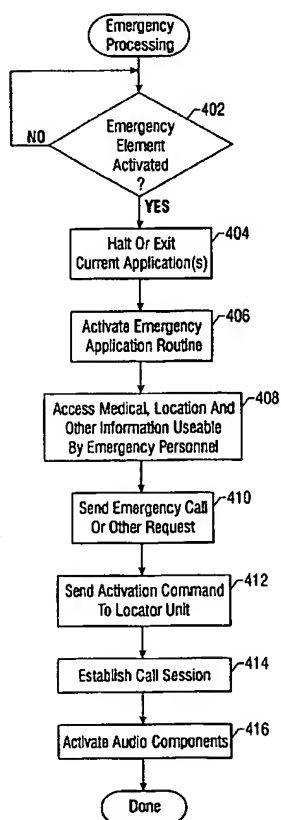 Emergency
Processing
402
Emergency
Element
Activated
?
NO
YES
404
Halt Or Exit
Current Application(s)
406
Activate Emergency
Application Routine
408
Access Medical, Location And
Other Information Useable
By Emergency Personnel
410
Send Emergency Call
Or Other Request
412
Send Activation Command
To Locator Unit
414
Establish Call Session
416
Activate Audio Components
Done